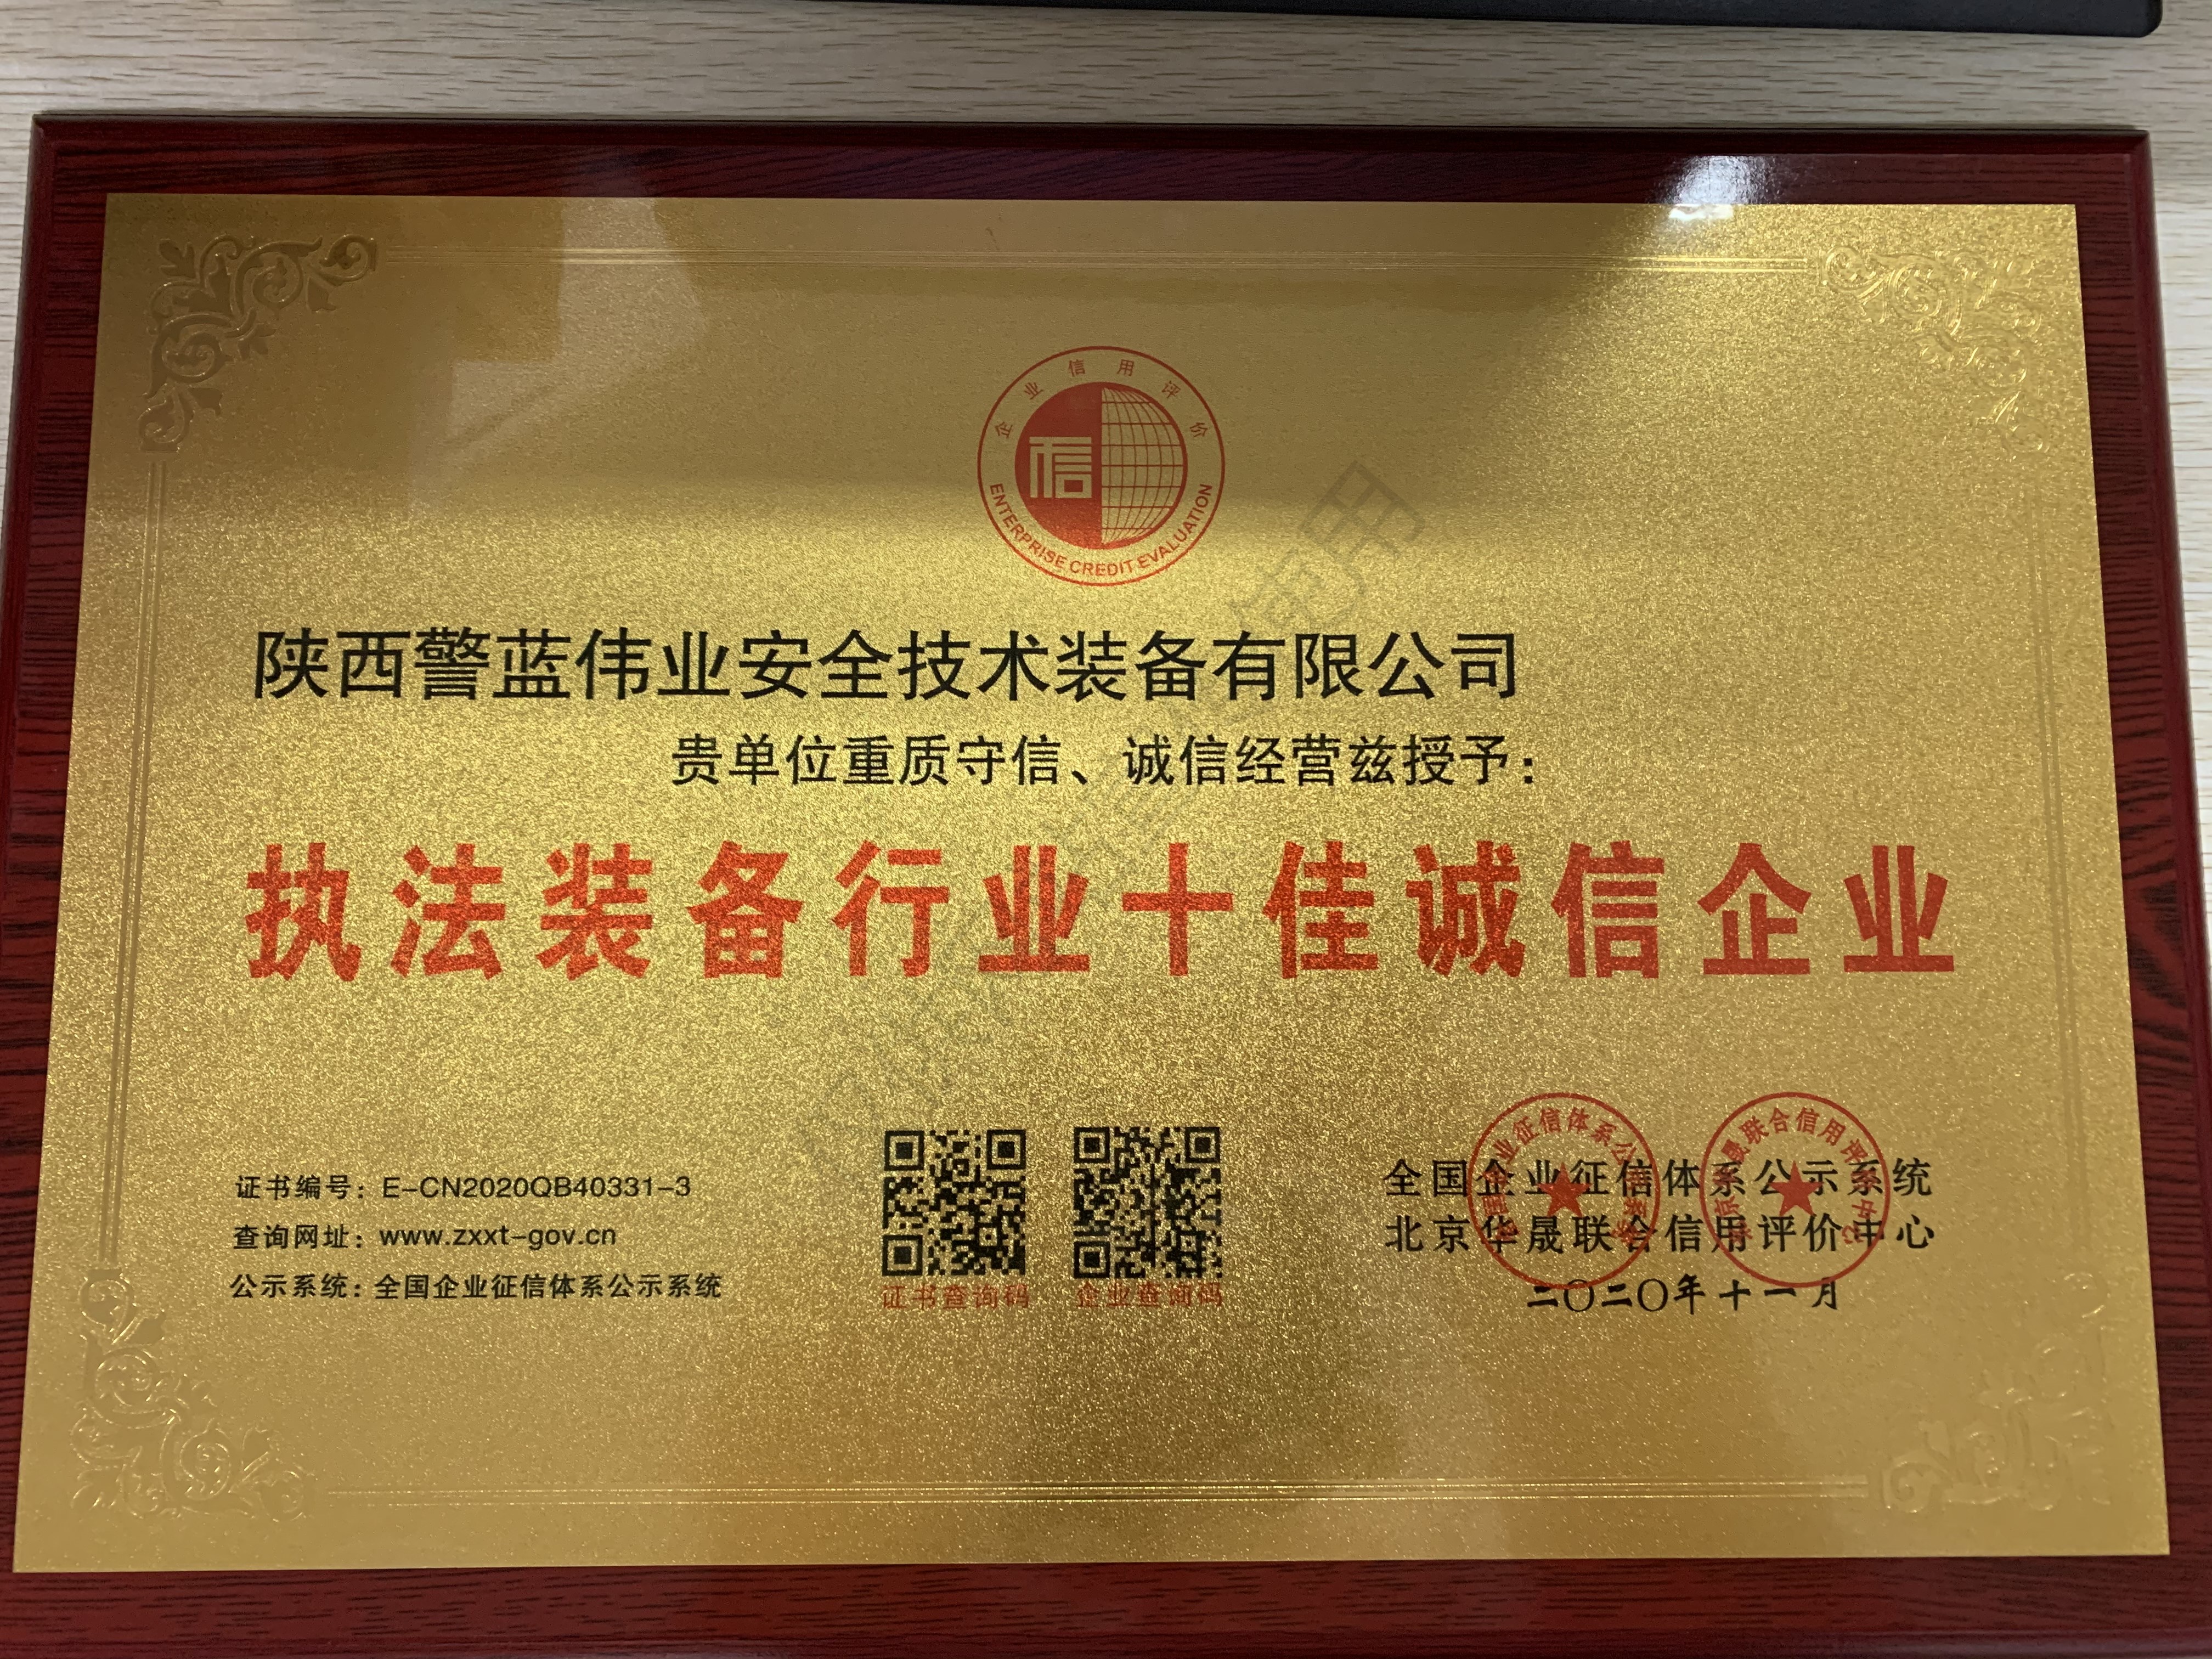 企业信用评价
信
ENTERPRISE CREDIT EVALUATION
陕西警蓝伟业安全技术装备有限公司
贵单位重质守信、诚信经营兹授予：
执法装备行业十佳诚信企业
证书编号：E-CN2020QB40331-3
查询网址：www.zxxt-gov.cn
公示系统：全国企业征信体系公示系统
证书查询码 企业查询码
全国企业征信体系公示系统
北京华晟联合信用评价中心
二〇二〇年十一月